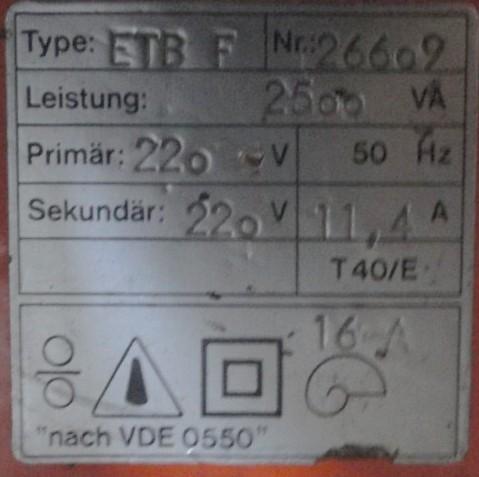 Type: ETB F Nr.: 26609
Leistung: 2500 VA
Primär: 220 V 50 Hz
Sekundär: 220 V 11,4 A
T40/E
16 A
"nach VDE 0550"